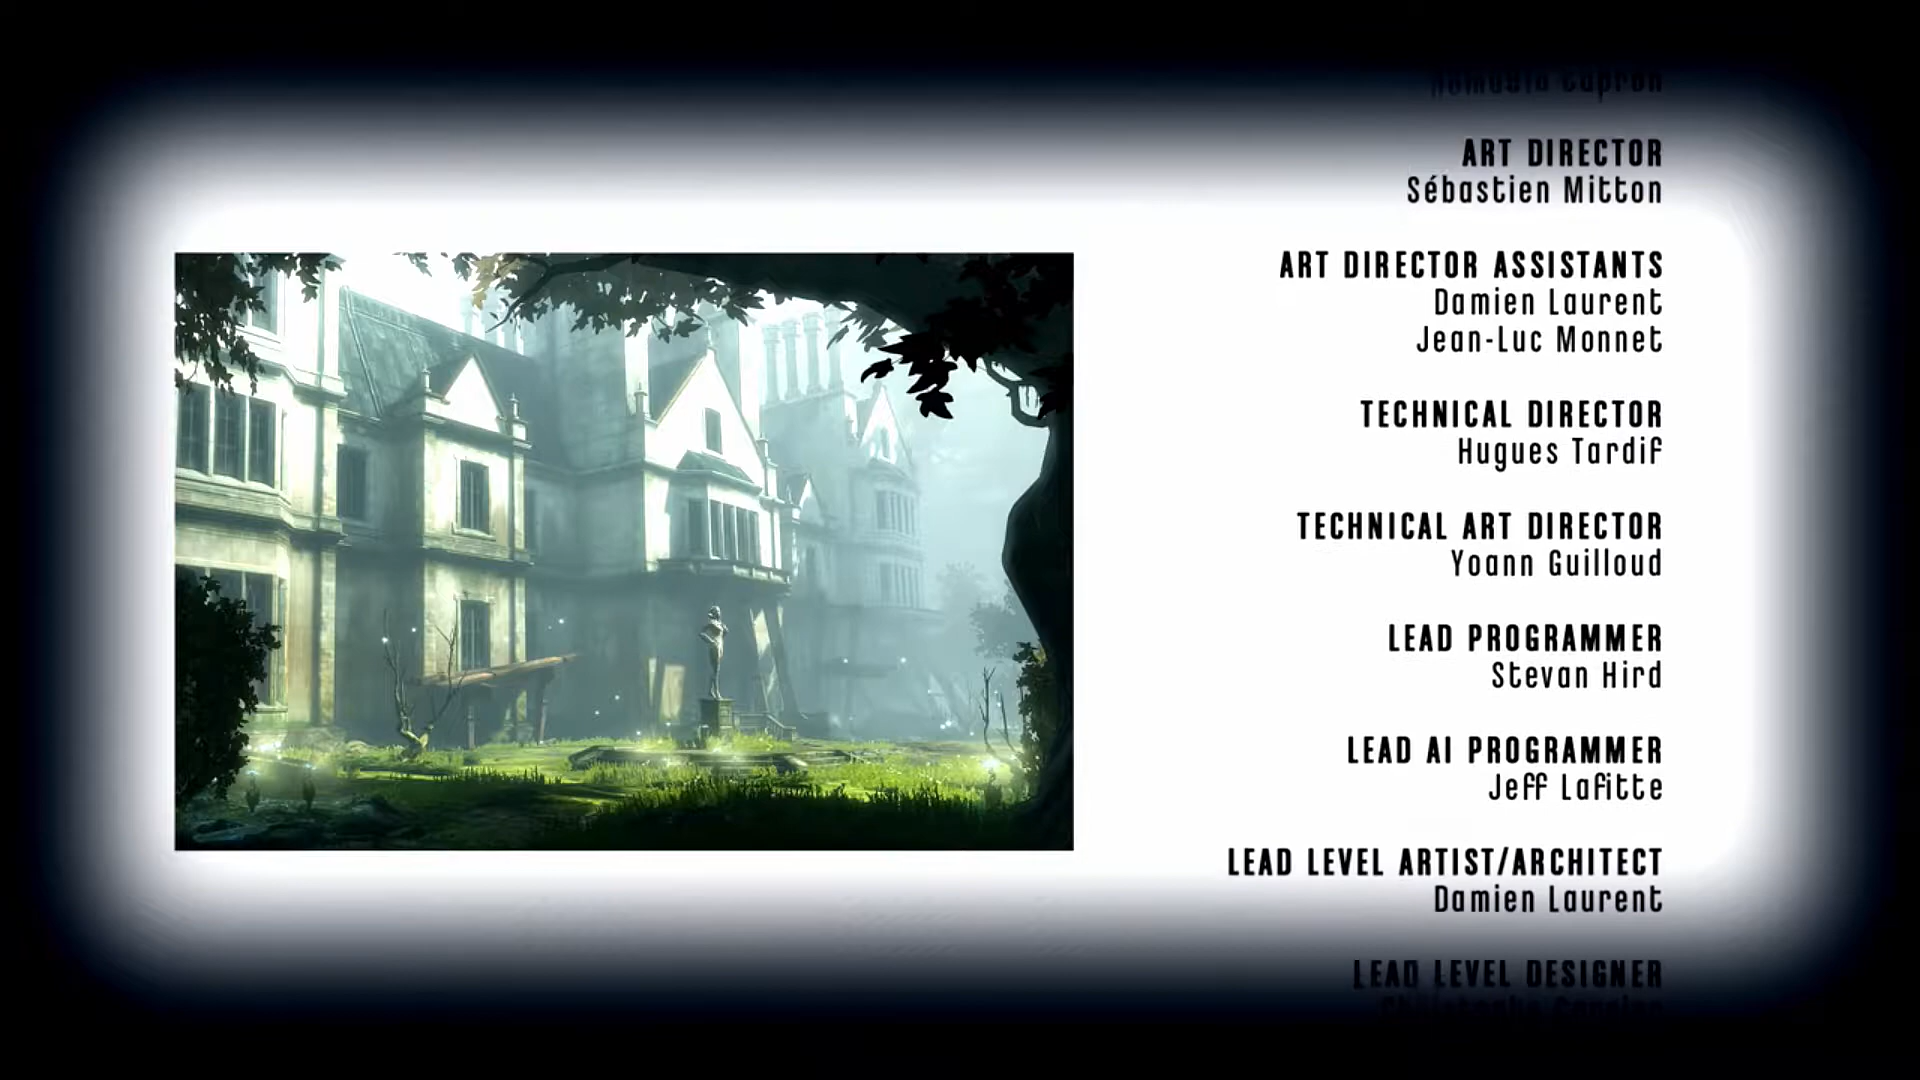 Capron
ART DIRECTOR
Sébastien Mitton
ART DIRECTOR ASSISTANTS
Damien Laurent
Jean-Luc Monnet
TECHNICAL DIRECTOR
Hugues Tardif
TECHNICAL ART DIRECTOR
Yoann Guilloud
LEAD PROGRAMMER
Stevan Hird
LEAD AI PROGRAMMER
Jeff Lafitte
LEAD LEVEL ARTIST/ARCHITECT
Damien Laurent
LEAD LEVEL DESIGNER